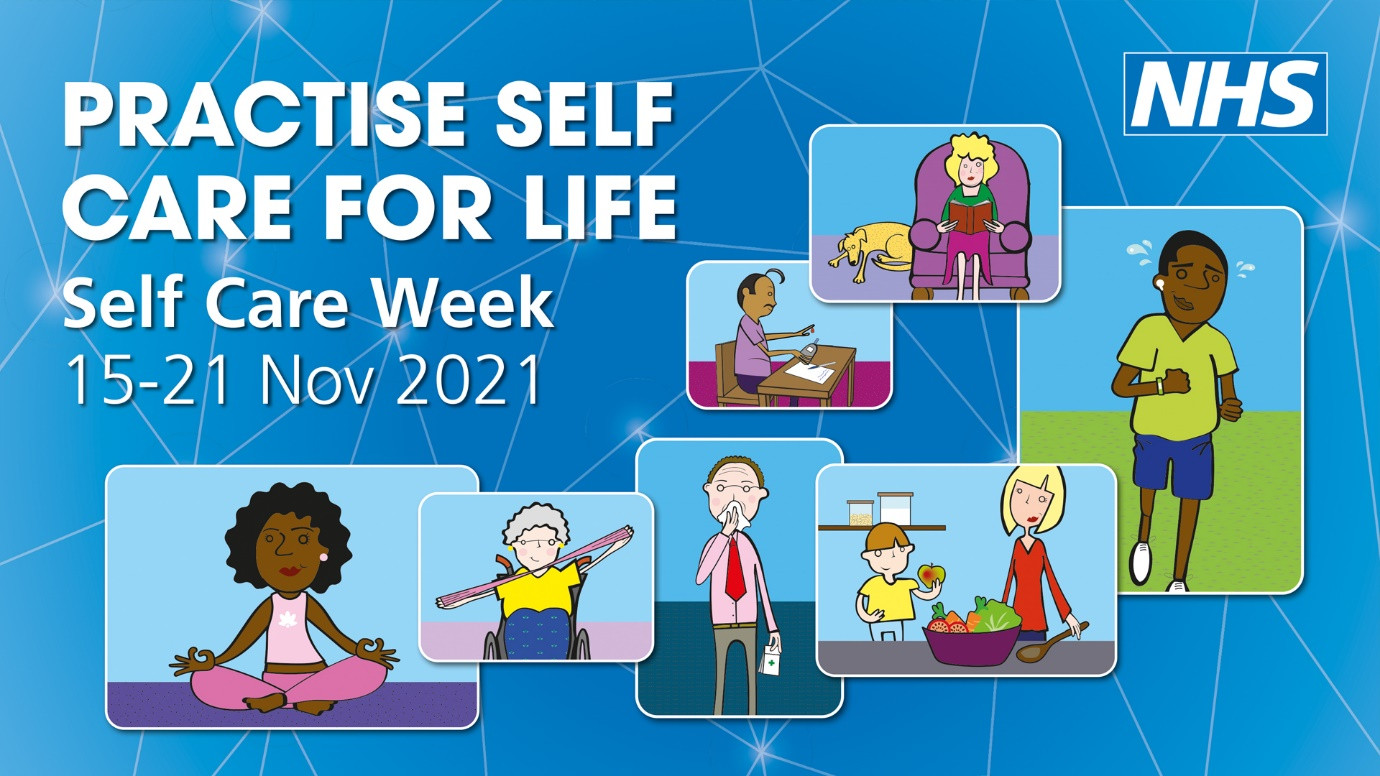 PRACTISE SELF
CARE FOR LIFE
Self Care Week
15-21 Nov 2021
NHS